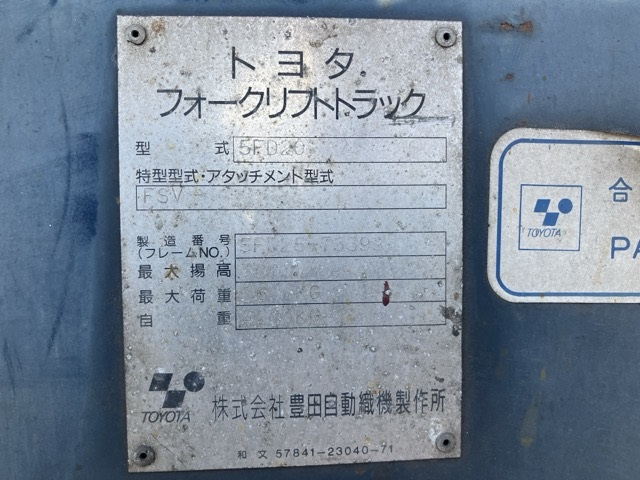 トヨタ
フォークリフトトラック
型 式 5FD20
特型型式・アタッチメント型式
FSV
製造番号
(フレームNO.)
最大揚高
最大荷重
自重
TOYOTA 株式会社 豊田自動織機製作所
和文 57841-23040-71
TOYOTA
合
PA